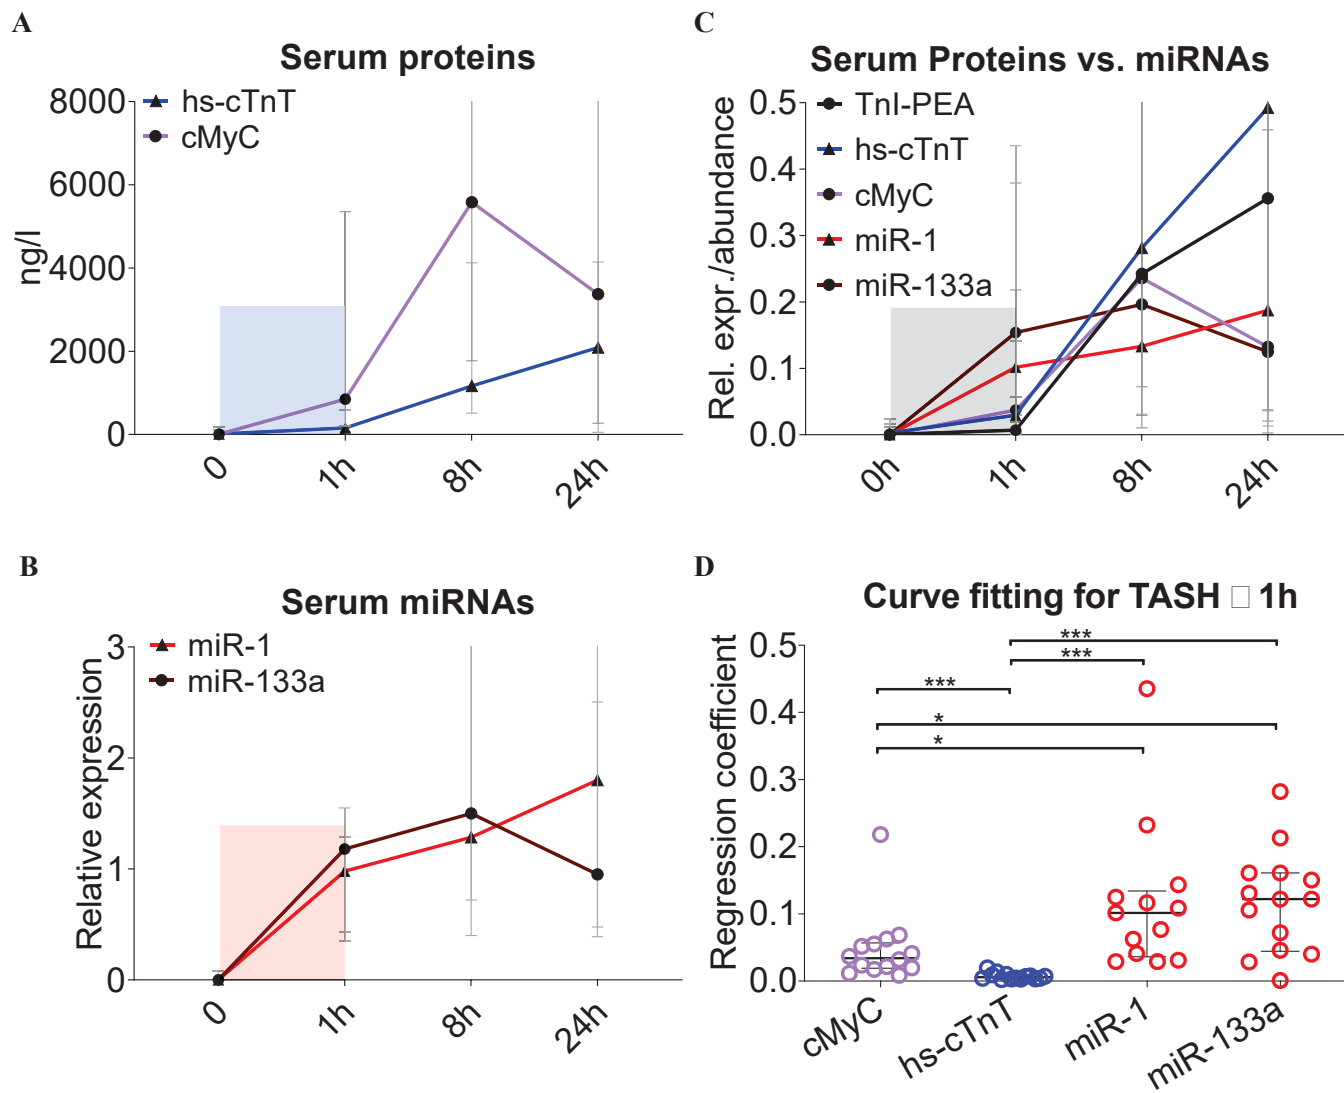 A
Serum proteins
hs-cTnT
cMyC
ng/l
8000
6000
4000
2000
0
0
1h
8h
24h
B
Serum miRNAs
miR-1
miR-133a
Relative expression
3
2
1
0
0
1h
8h
24h
C
Serum Proteins vs. miRNAs
TnI-PEA
hs-cTnT
cMyC
miR-1
miR-133a
Rel. expr./abundance
0.5
0.4
0.3
0.2
0.1
0.0
0h
1h
8h
24h
D
Curve fitting for TASH □ 1h
Regression coefficient
0.5
0.4
0.3
0.2
0.1
0.0
***
***
***
*
*
cMyC
hs-cTnT
miR-1
miR-133a